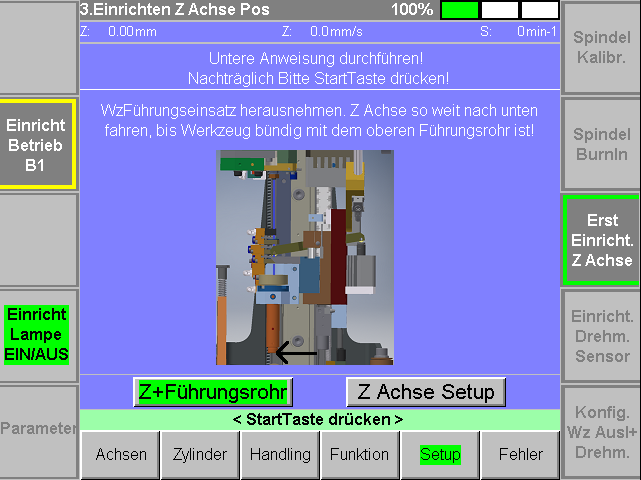 3.Einrichten Z Achse Pos 100%
Z: 0.00mm Z: 0.0mm/s S: 0min-1
Untere Anweisung durchführen!
Nachträglich Bitte StartTaste drücken!
WzFührungseinsatz herausnehmen. Z Achse so weit nach unten
fahren, bis Werkzeug bündig mit dem oberen Führungsrohr ist!
Einricht
Betrieb
B1
Einricht
Lampe
EIN/AUS
Parameter
Spindel
Kalibr.
Spindel
BurnIn
Erst
Einricht.
Z Achse
Einricht.
Drehm.
Sensor
Konfig.
Wz Ausl+
Drehm.
Z+Führungsrohr Z Achse Setup
< StartTaste drücken >
Achsen Zylinder Handling Funktion Setup Fehler